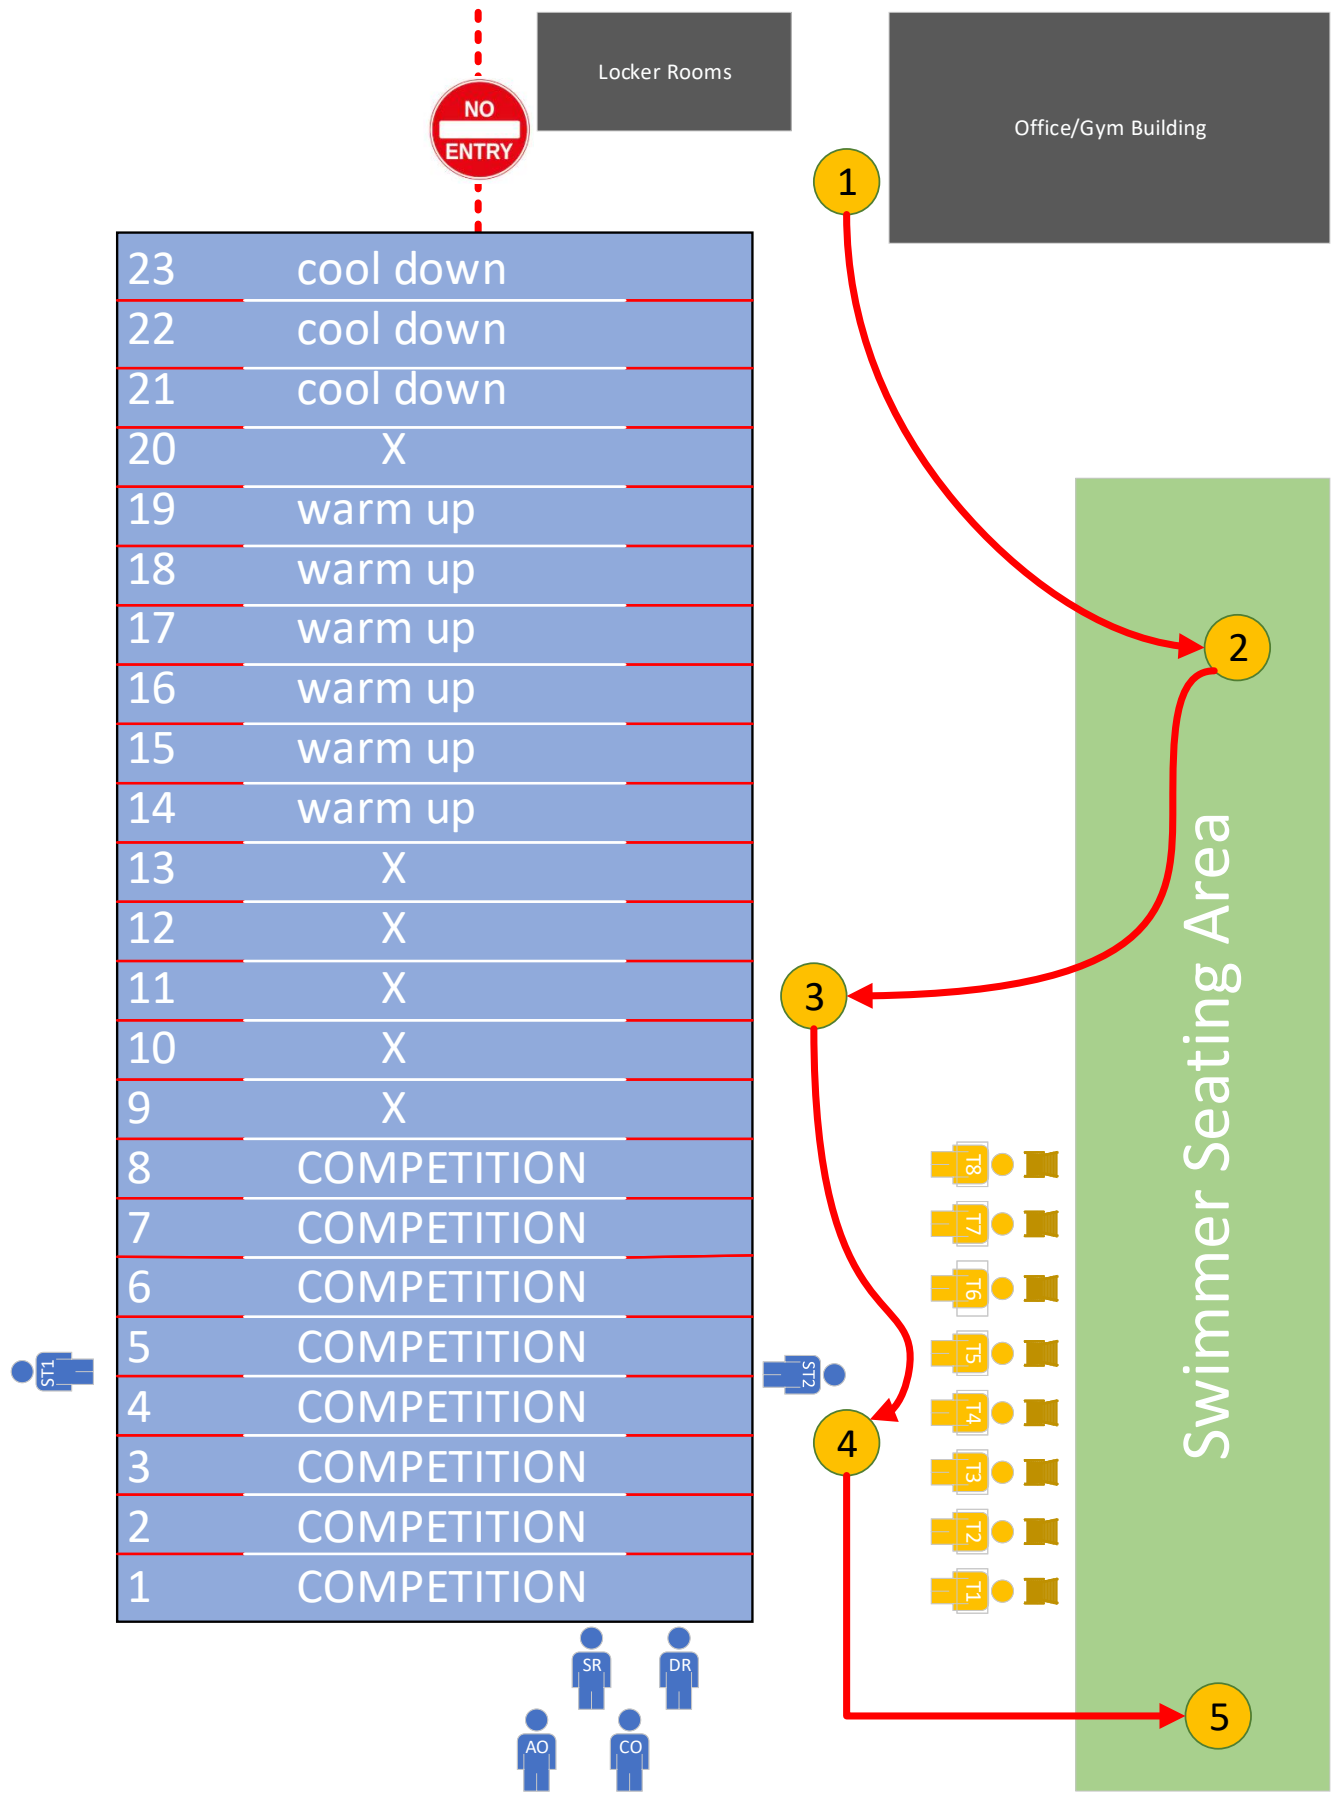 Locker Rooms
Office/Gym Building
NO
ENTRY
1
23 cool down
22 cool down
21 cool down
20 X
19 warm up
18 warm up
17 warm up
2
16 warm up
15 warm up
14 warm up
13 X
12 X
11 X
3
10 X
9 X
Swimmer Seating Area
8 COMPETITION
T8
7 COMPETITION
T7
6 COMPETITION
T6
5 COMPETITION
T5
ST1
ST2
4 COMPETITION
T4
4
3 COMPETITION
T3
2 COMPETITION
T2
1 COMPETITION
T1
SR
DR
5
AO
CO